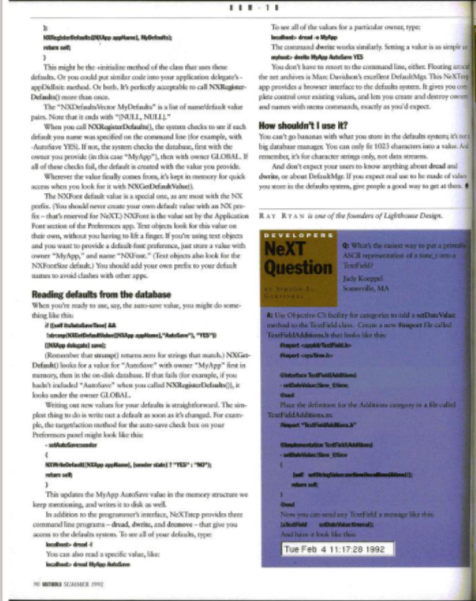 HOW-TO
};
NXRegisterDefaults([NXApp appName], MyDefaults);
return self;
}
This might be the +initialize method of the class that uses these
defaults. Or you could put similar code into your application delegate's -
appDidInit method. Or both. It's perfectly acceptable to call NXRegister-
Defaults() more than once.
The "NXDefaultsVector MyDefaults" is a list of name/default value
pairs. Note that it ends with "{NULL, NULL}."
When you call NXRegisterDefaults(), the system checks to see if each
default you name was specified on the command line (for example, with
-AutoSave YES). If not, the system checks the database, first with the
owner you provide (in this case "MyApp"), then with owner GLOBAL. If
all of these checks fail, the default is created with the value you provide.
Wherever the value finally comes from, it's kept in memory for quick
access when you look for it with NXGetDefaultValue().
The NXFont default value is a special one, as are most with the NX
prefix. (You should never create your own default value with an NX pre-
fix – that's reserved for NeXT.) NXFont is the value set by the Application
Font section of the Preferences app. Text objects look for this value on
their own, without you having to lift a finger. If you're using text objects
and you want to provide a default-font preference, just store a value with
owner "MyApp," and name "NXFont." (Text objects also look for the
NXFontSize default.) You should add your own prefix to your default
names to avoid clashes with other apps.
Reading defaults from the database
When you're ready to use, say, the auto-save value, you might do some-
thing like this:
if ((self isAutoSaveTime) &&
!strcmp(NXGetDefaultValue([NXApp appName],"AutoSave"), "YES"))
[[NXApp delegate] save];
(Remember that strcmp() returns zero for strings that match.) NXGet-
Default() looks for a value for "AutoSave" with owner "MyApp" first in
memory, then in the on-disk database. If that fails (for example, if you
hadn't included "AutoSave" when you called NXRegisterDefaults()), it
looks under the owner GLOBAL.
Writing out new values for your defaults is straightforward. The sim-
plest thing to do is write out a default as soon as it's changed. For exam-
ple, the target/action method for the auto-save check box on your
Preferences panel might look like this:
- setAutoSave:sender
{
NXWriteDefault([NXApp appName], [sender state] ? "YES" : "NO");
return self;
}
This updates the MyApp AutoSave value in the memory structure we
keep mentioning, and writes it to disk as well.
In addition to the programmer's interface, NeXTstep provides three
command line programs – dread, dwrite, and dremove – that give you
access to the defaults system. To see all of your defaults, type:
localhost> dread -l
You can also read a specific value, like:
localhost> dread MyApp AutoSave
SUMMER 1992
To see all of the values for a particular owner, type:
localhost> dread -o MyApp
The command dwrite works similarly. Setting a value is as simple
myhost> dwrite MyApp AutoSave YES
You don't have to resort to the command line, either. Floating around
the net archives is Marc Davidson's excellent DefaultMgr. This NeXTstep
app provides a browser interface to the defaults system. It gives you com-
plete control over existing values, and lets you create and destroy owners
and names with menu commands, exactly as you'd expect.
How shouldn't I use it?
You can't go bananas with what you store in the defaults system; it's not a
big database manager. You can only fit 1023 characters into a value. And
remember, it's for character strings only, not data streams.
And don't expect your users to know anything about dread and
dwrite, or about DefaultMgr. If you expect real use to be made of values
you store in the defaults system, give people a good way to get at them.
RAY RYAN is one of the founders of Lighthouse Design.
DEVELOPERS
NeXT
Question
BY SIMSON L.
GARFINKEL
Q: What's the easiest way to put a printable
ASCII representation of a time_t into a
TextField?
Judy Koeppel
Somerville, MA
A: Use Objective C's facility for categories to add a setDateValue:
method to the TextField class. Create a new #import file called
TextFieldAdditions.h that looks like this:
#import <appkit/TextField.h>
#import <sys/time.h>
@interface TextField(Additions)
- setDateValue:(time_t)time;
@end
Place the definition for the Additions category in a file called
TextFieldAdditions.m:
#import "TextFieldAdditions.h"
@implementation TextField(Additions)
- setDateValue:(time_t)time
{
return self;
}
@end
Now you can send any TextField a message like this:
And have it look like this:
Tue Feb 4 11:17:28 1992